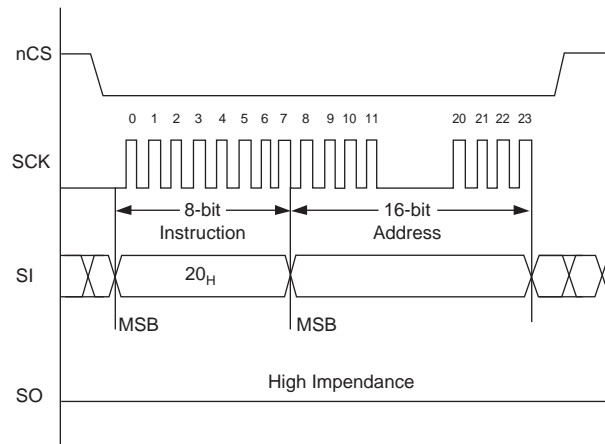 nCS
0 1 2 3 4 5 6 7 8 9 10 11 20 21 22 23
SCK
8-bit 16-bit
Instruction Address
SI 20H
MSB MSB
High Impendance
SO